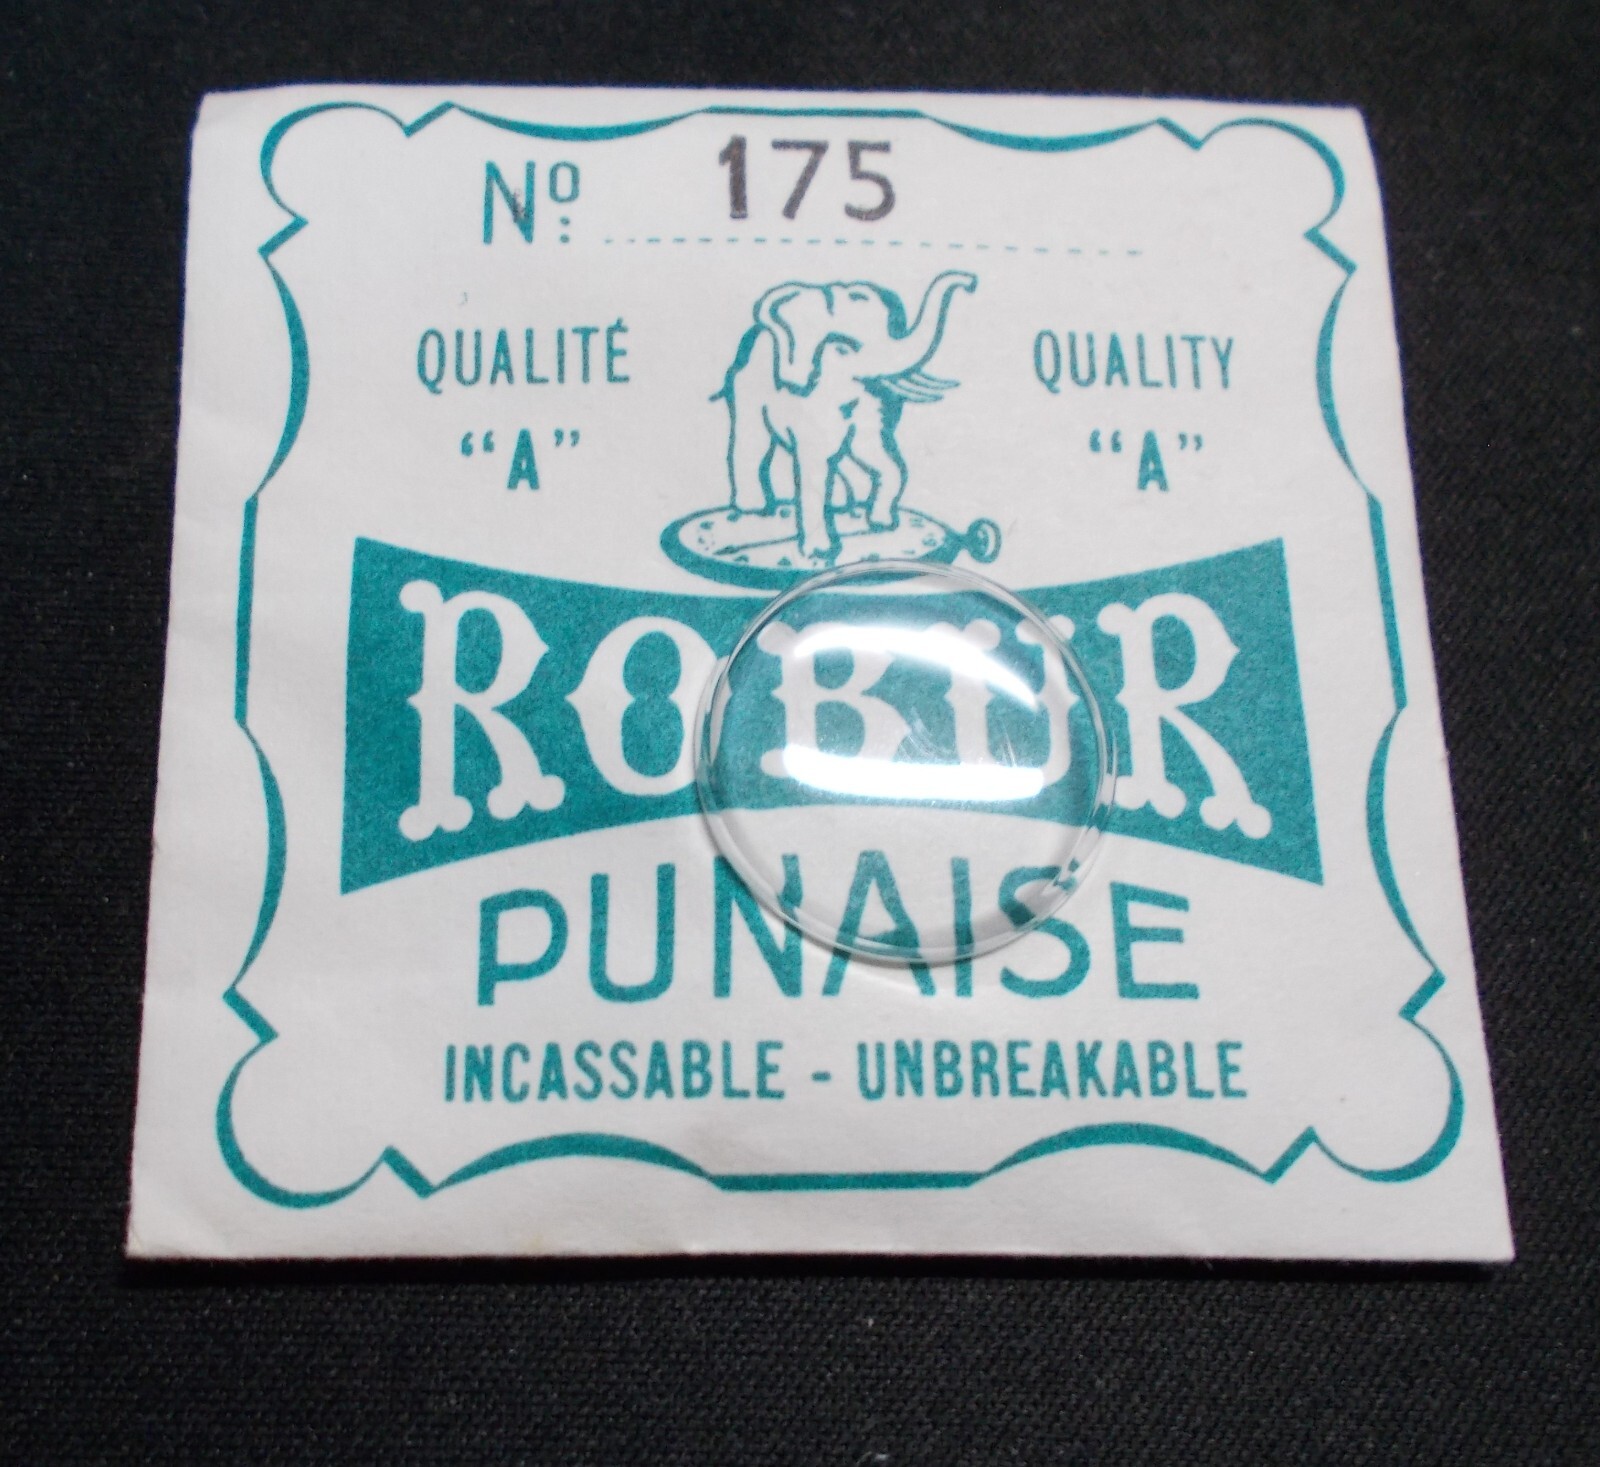 Nº: 175
QUALITÉ QUALITY
“A” “A”
ROBUR
PUNAISE
INCASSABLE - UNBREAKABLE